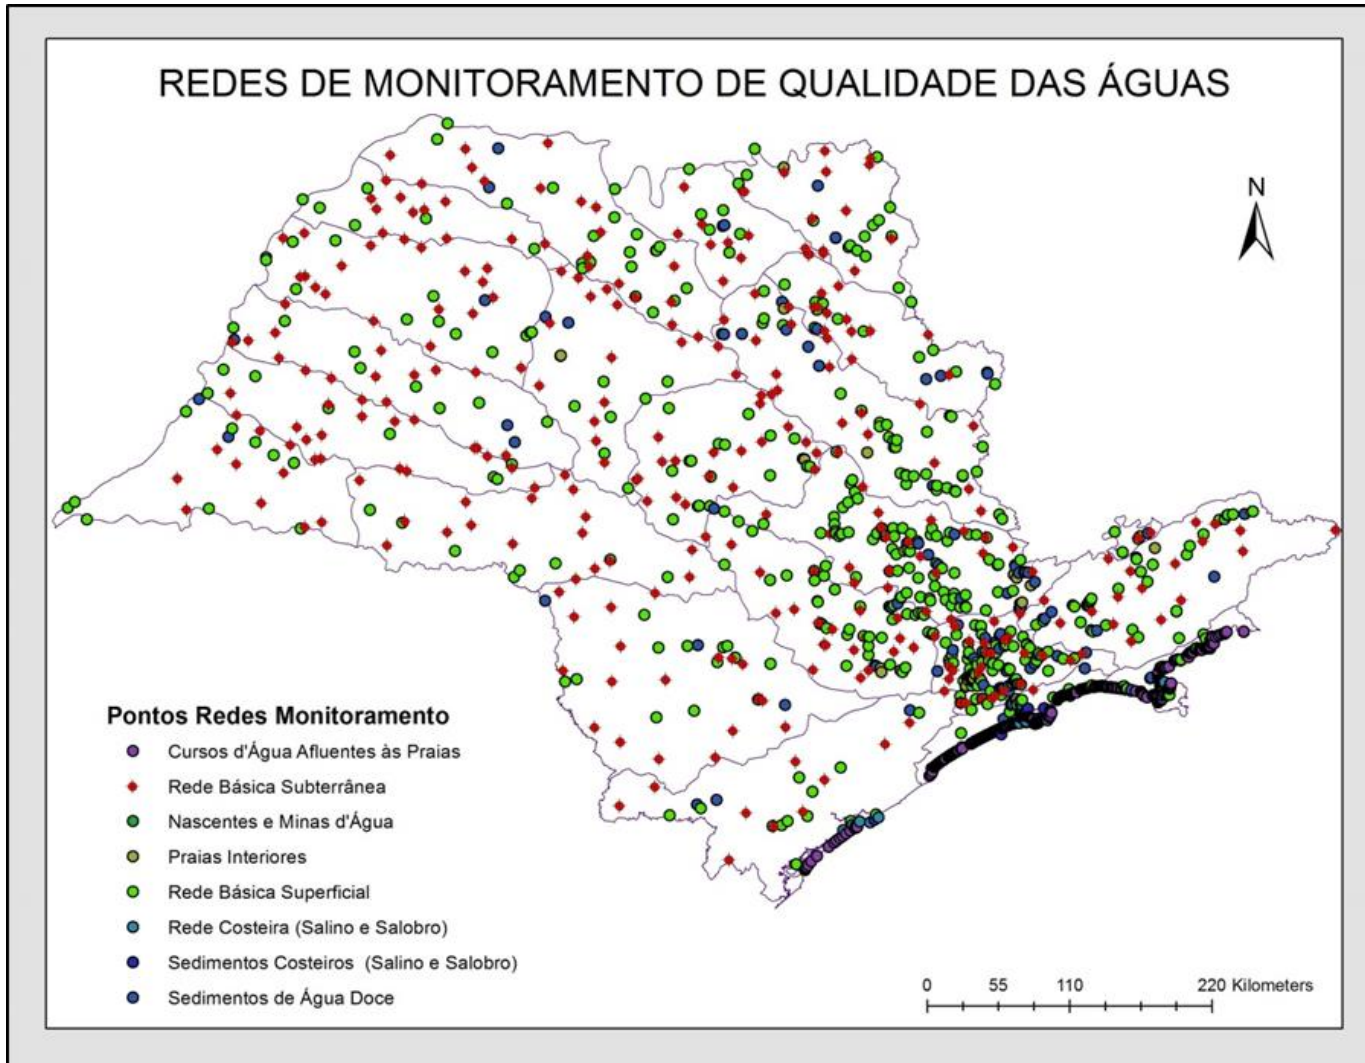 REDES DE MONITORAMENTO DE QUALIDADE DAS ÁGUAS
N
Pontos Redes Monitoramento
Cursos d'Água Afluentes às Praias
Rede Básica Subterrânea
Nascentes e Minas d'Água
Praias Interiores
Rede Básica Superficial
Rede Costeira (Salino e Salobro)
Sedimentos Costeiros (Salino e Salobro)
Sedimentos de Água Doce
0 55 110 220 Kilometers